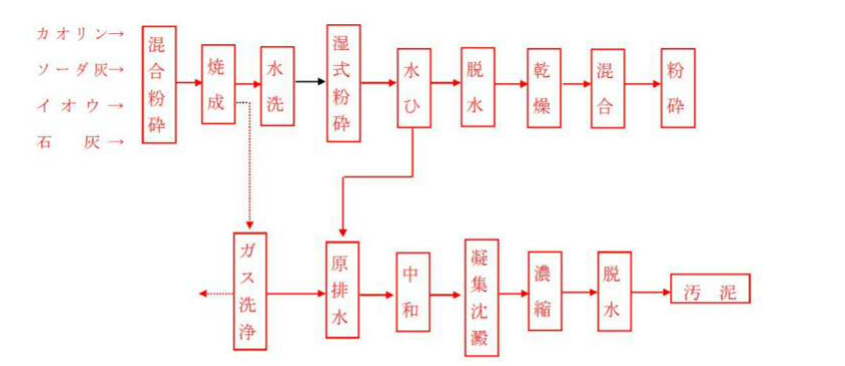 カオリン→
ソーダ灰→
イオウ→
石灰→
混合粉砕
焼成
水洗
湿式粉砕
水ひ
脱水
乾燥
混合
粉砕
ガス洗浄
原排水
中和
凝集沈澱
濃縮
脱水
汚泥